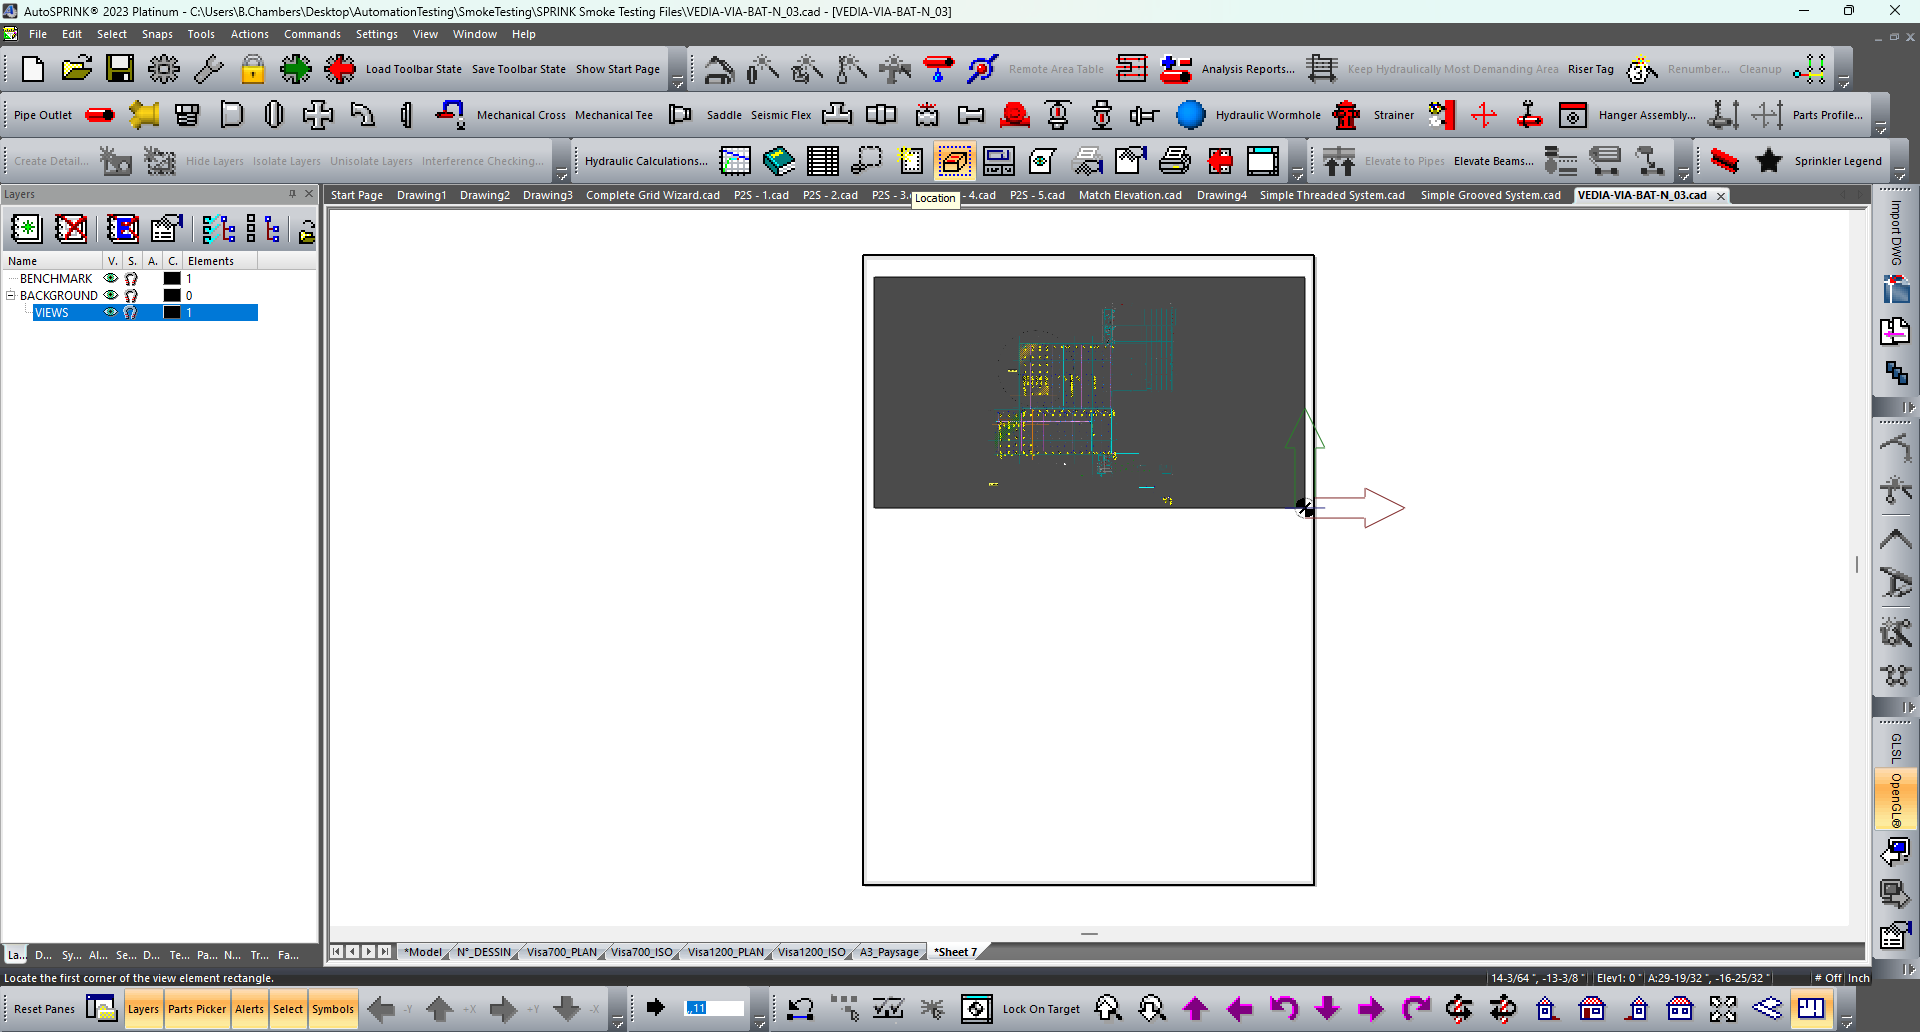 AutoSPRINK® 2023 Platinum - C:\Users\B.Chambers\Desktop\AutomationTesting\SmokeTesting\SPRINK Smoke Testing Files\VEDIA-VIA-BAT-N_03.cad - [VEDIA-VIA-BAT-N_03]
File Edit Select Snaps Tools Actions Commands Settings View Window Help
Load Toolbar State Save Toolbar State Show Start Page Remote Area Table Analysis Reports... Keep Hydraulically Most Demanding Area Riser Tag Renumber... Cleanup
Pipe Outlet Mechanical Cross Mechanical Tee Saddle Seismic Flex Hydraulic Wormhole Strainer Hanger Assembly... Parts Profile...
Create Detail... Hide Layers Isolate Layers Unisolate Layers Interference Checking... Hydraulic Calculations... Elevate to Pipes Elevate Beams... Sprinkler Legend
Layers
Start Page Drawing1 Drawing2 Drawing3 Complete Grid Wizard.cad P2S - 1.cad P2S - 2.cad P2S - 3. - 4.cad P2S - 5.cad Match Elevation.cad Drawing4 Simple Threaded System.cad Simple Grooved System.cad VEDIA-VIA-BAT-N_03.cad
Location
Name V. S. A. C. Elements
BENCHMARK 1
BACKGROUND 0
VIEWS 1
Import DWG
GLSL
OpenGL®
La... D... Sy... Al... Se... D... Te... Pa... N... Tr... Fa...
*Model N°_DESSIN Visa700_PLAN Visa700_ISO Visa1200_PLAN Visa1200_ISO A3_Paysage *Sheet 7
Locate the first corner of the view element rectangle.
14-3/64 ", -13-3/8 " Elev1: 0 " A:29-19/32 ", -16-25/32 " # Off Inch
Reset Panes Layers Parts Picker Alerts Select Symbols -Y +X +Y -X ,,11 Lock On Target